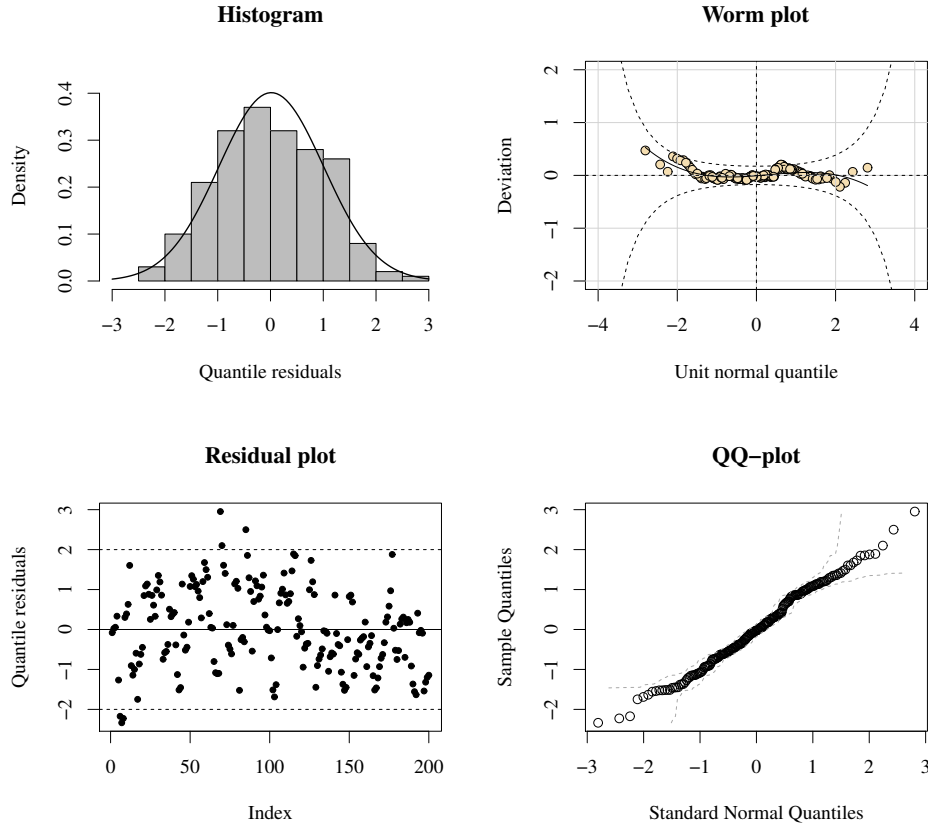 Histogram
Density
0.0 0.1 0.2 0.3 0.4
−3 −2 −1 0 1 2 3
Quantile residuals
Worm plot
Deviation
−2 −1 0 1 2
−4 −2 0 2 4
Unit normal quantile
Residual plot
Quantile residuals
−2 −1 0 1 2 3
0 50 100 150 200
Index
QQ−plot
Sample Quantiles
−2 −1 0 1 2 3
−3 −2 −1 0 1 2 3
Standard Normal Quantiles